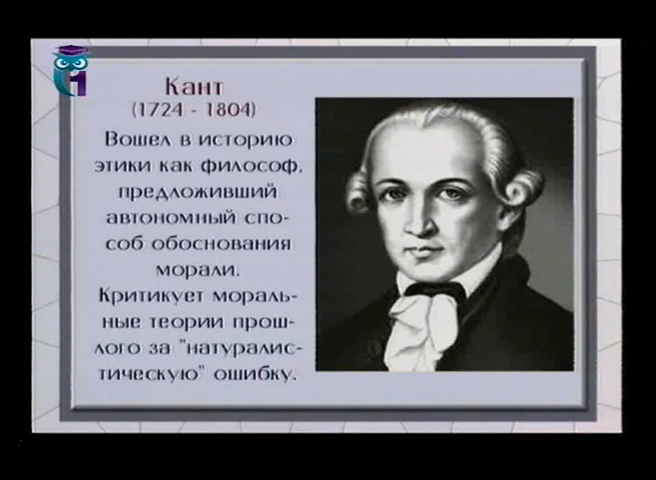 1
Кант
(1724 - 1804)
Вошел в историю
этики как философ,
предложивший
автономный спо-
соб обоснования
морали.
Критикует мораль-
ные теории прош-
лого за "натуралис-
тическую" ошибку.